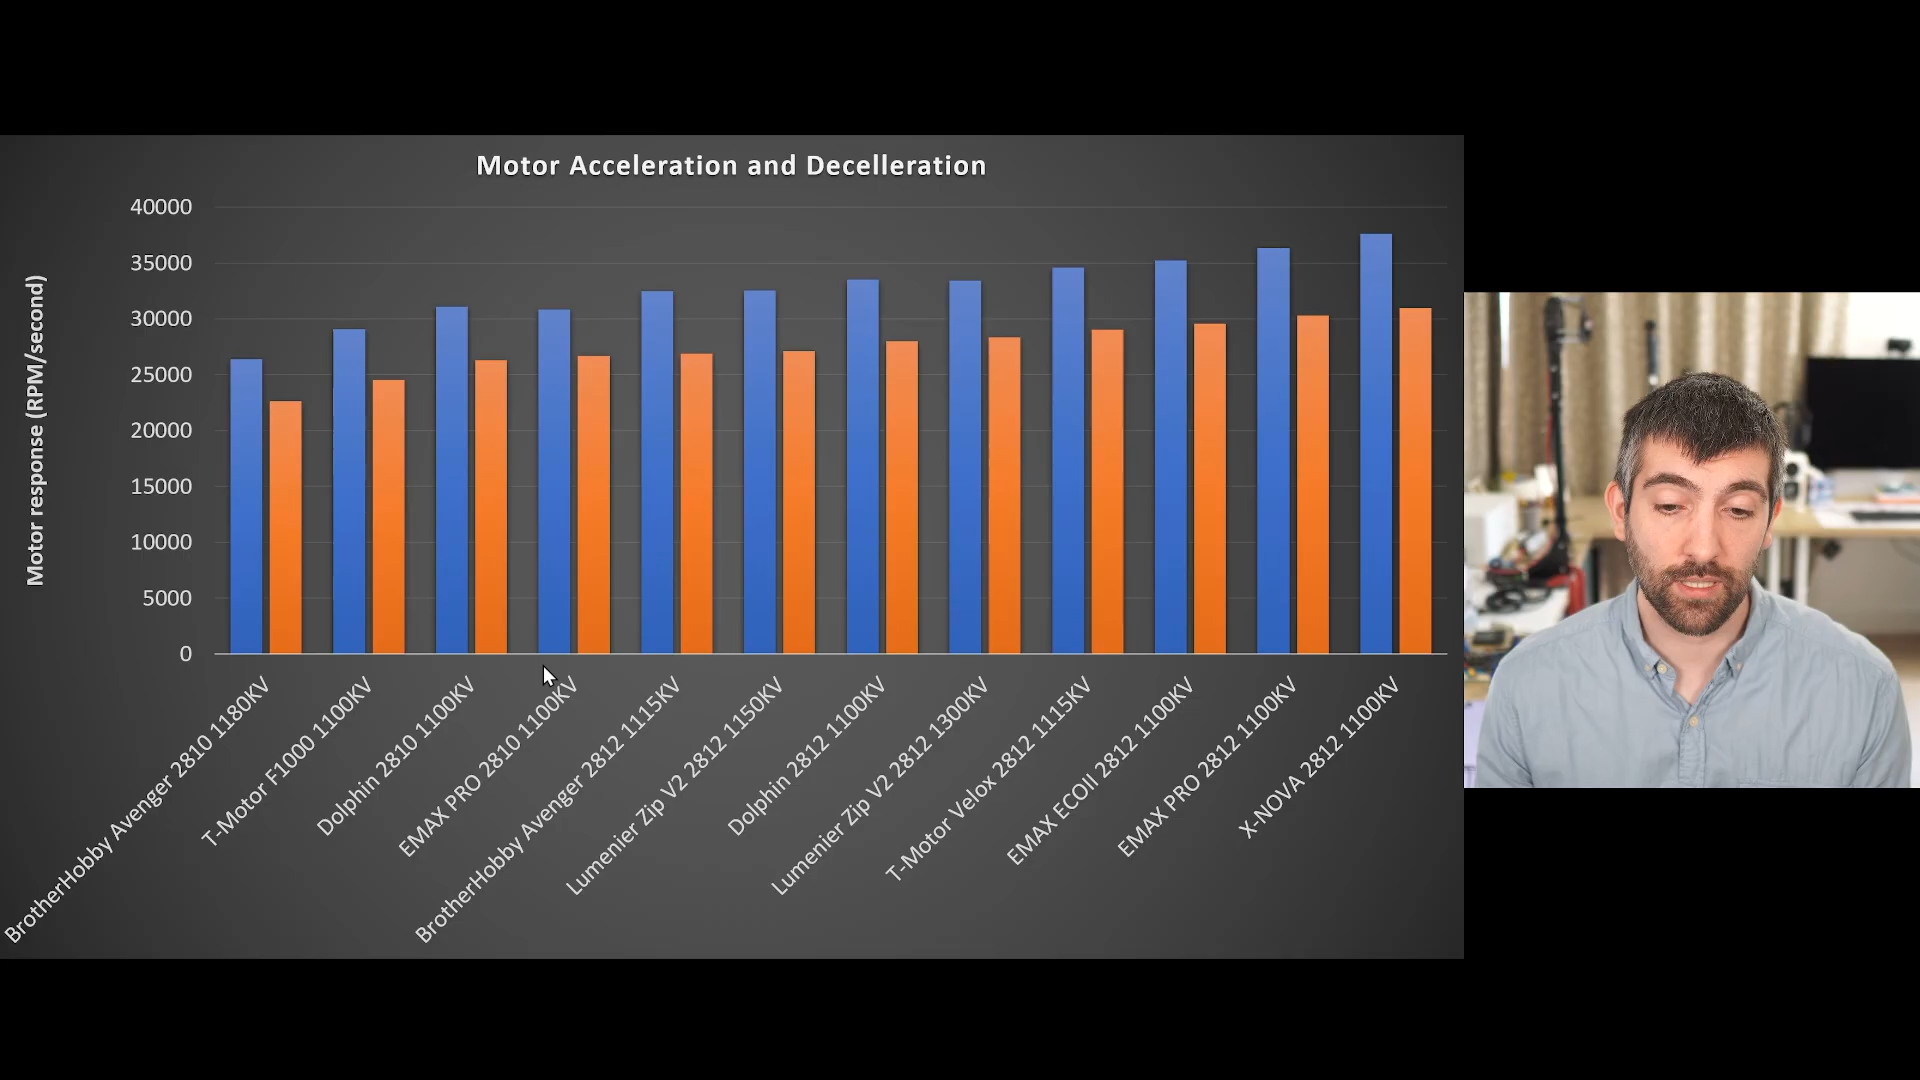 Motor Acceleration and Decelleration
Motor response (RPM/second)
40000
35000
30000
25000
20000
15000
10000
5000
0
BrotherHobby Avenger 2810 1180KV
T-Motor F1000 1100KV
Dolphin 2810 1100KV
EMAX PRO 2810 1100KV
BrotherHobby Avenger 2812 1115KV
Lumenier Zip V2 2812 1150KV
Dolphin 2812 1100KV
Lumenier Zip V2 2812 1300KV
T-Motor Velox 2812 1115KV
EMAX ECOII 2812 1100KV
EMAX PRO 2812 1100KV
X-NOVA 2812 1100KV